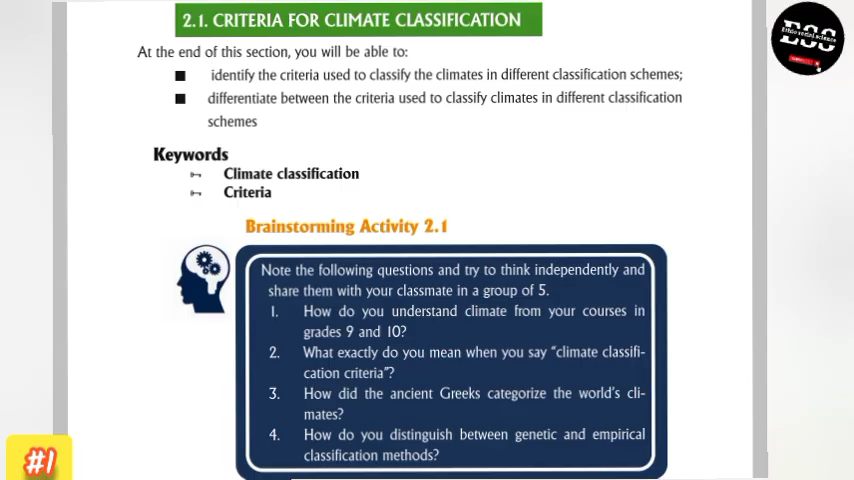 2.1. CRITERIA FOR CLIMATE CLASSIFICATION
At the end of this section, you will be able to:
■ identify the criteria used to classify the climates in different classification schemes;
■ differentiate between the criteria used to classify climates in different classification
schemes
Keywords
Climate classification
Criteria
Brainstorming Activity 2.1
Note the following questions and try to think independently and
share them with your classmate in a group of 5.
1. How do you understand climate from your courses in
grades 9 and 10?
2. What exactly do you mean when you say "climate classifi-
cation criteria"?
3. How did the ancient Greeks categorize the world's cli-
mates?
4. How do you distinguish between genetic and empirical
classification methods?
#1
ESS
Ethio social science